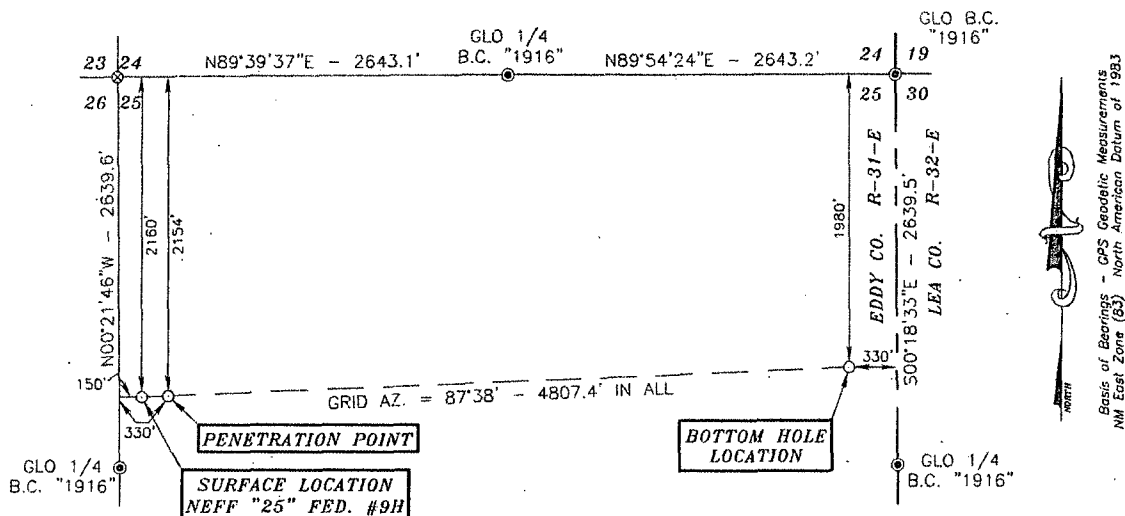 GLO B.C.
"1916"
GLO 1/4
B.C. "1916"
23 24
N89°39'37"E - 2643.1'
N89°54'24"E - 2643.2'
24 19
26 25
25 30
N00°21'46"W - 2639.6'
2160'
2154'
1980'
EDDY CO. R-31-E
LEA CO. R-32-E
S00°18'33"E - 2639.5'
NORTH
Basis of Bearings - GPS Geodetic Measurements
NM East Zone (83) North American Datum of 1983
150'
330'
GRID AZ. = 87°38' - 4807.4' IN ALL
330'
PENETRATION POINT
BOTTOM HOLE
LOCATION
GLO 1/4
B.C. "1916"
SURFACE LOCATION
NEFF "25" FED. #9H
GLO 1/4
B.C. "1916"